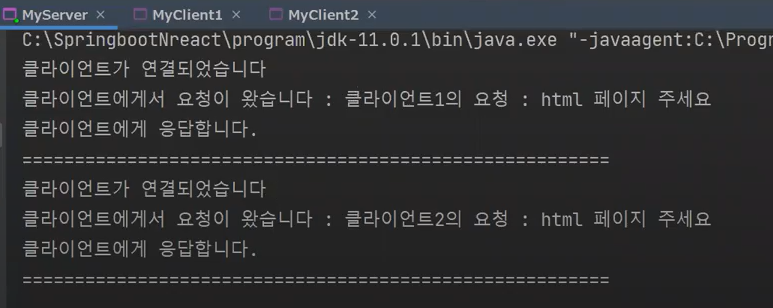 MyServer × MyClient1 × MyClient2 ×
C:\SpringbootNreact\program\jdk-11.0.1\bin\java.exe "-javaagent:C:\Progra
클라이언트가 연결되었습니다
클라이언트에게서 요청이 왔습니다 : 클라이언트1의 요청 : html 페이지 주세요
클라이언트에게 응답합니다.
========================================================
클라이언트가 연결되었습니다
클라이언트에게서 요청이 왔습니다 : 클라이언트2의 요청 : html 페이지 주세요
클라이언트에게 응답합니다.
========================================================